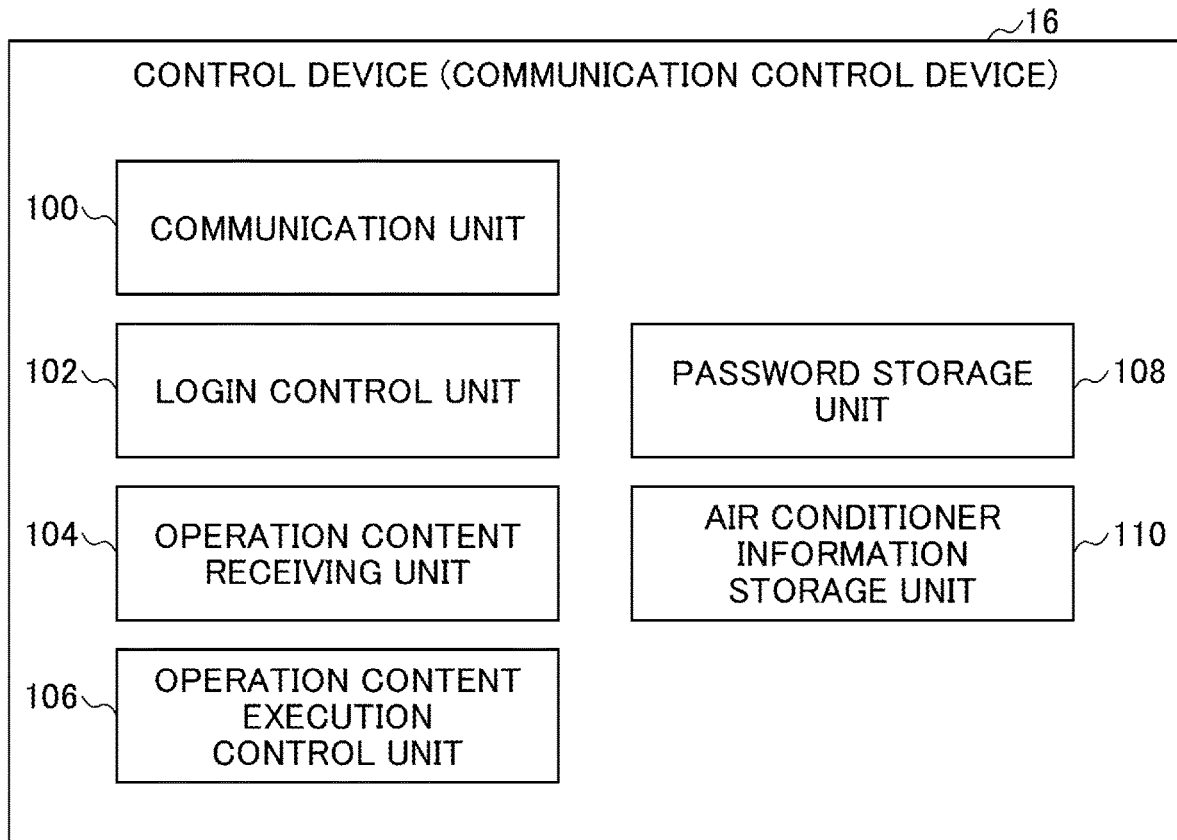 16
CONTROL DEVICE (COMMUNICATION CONTROL DEVICE)
100
COMMUNICATION UNIT
102
LOGIN CONTROL UNIT
PASSWORD STORAGE
UNIT
108
104
OPERATION CONTENT
RECEIVING UNIT
AIR CONDITIONER
INFORMATION
STORAGE UNIT
110
106
OPERATION CONTENT
EXECUTION
CONTROL UNIT